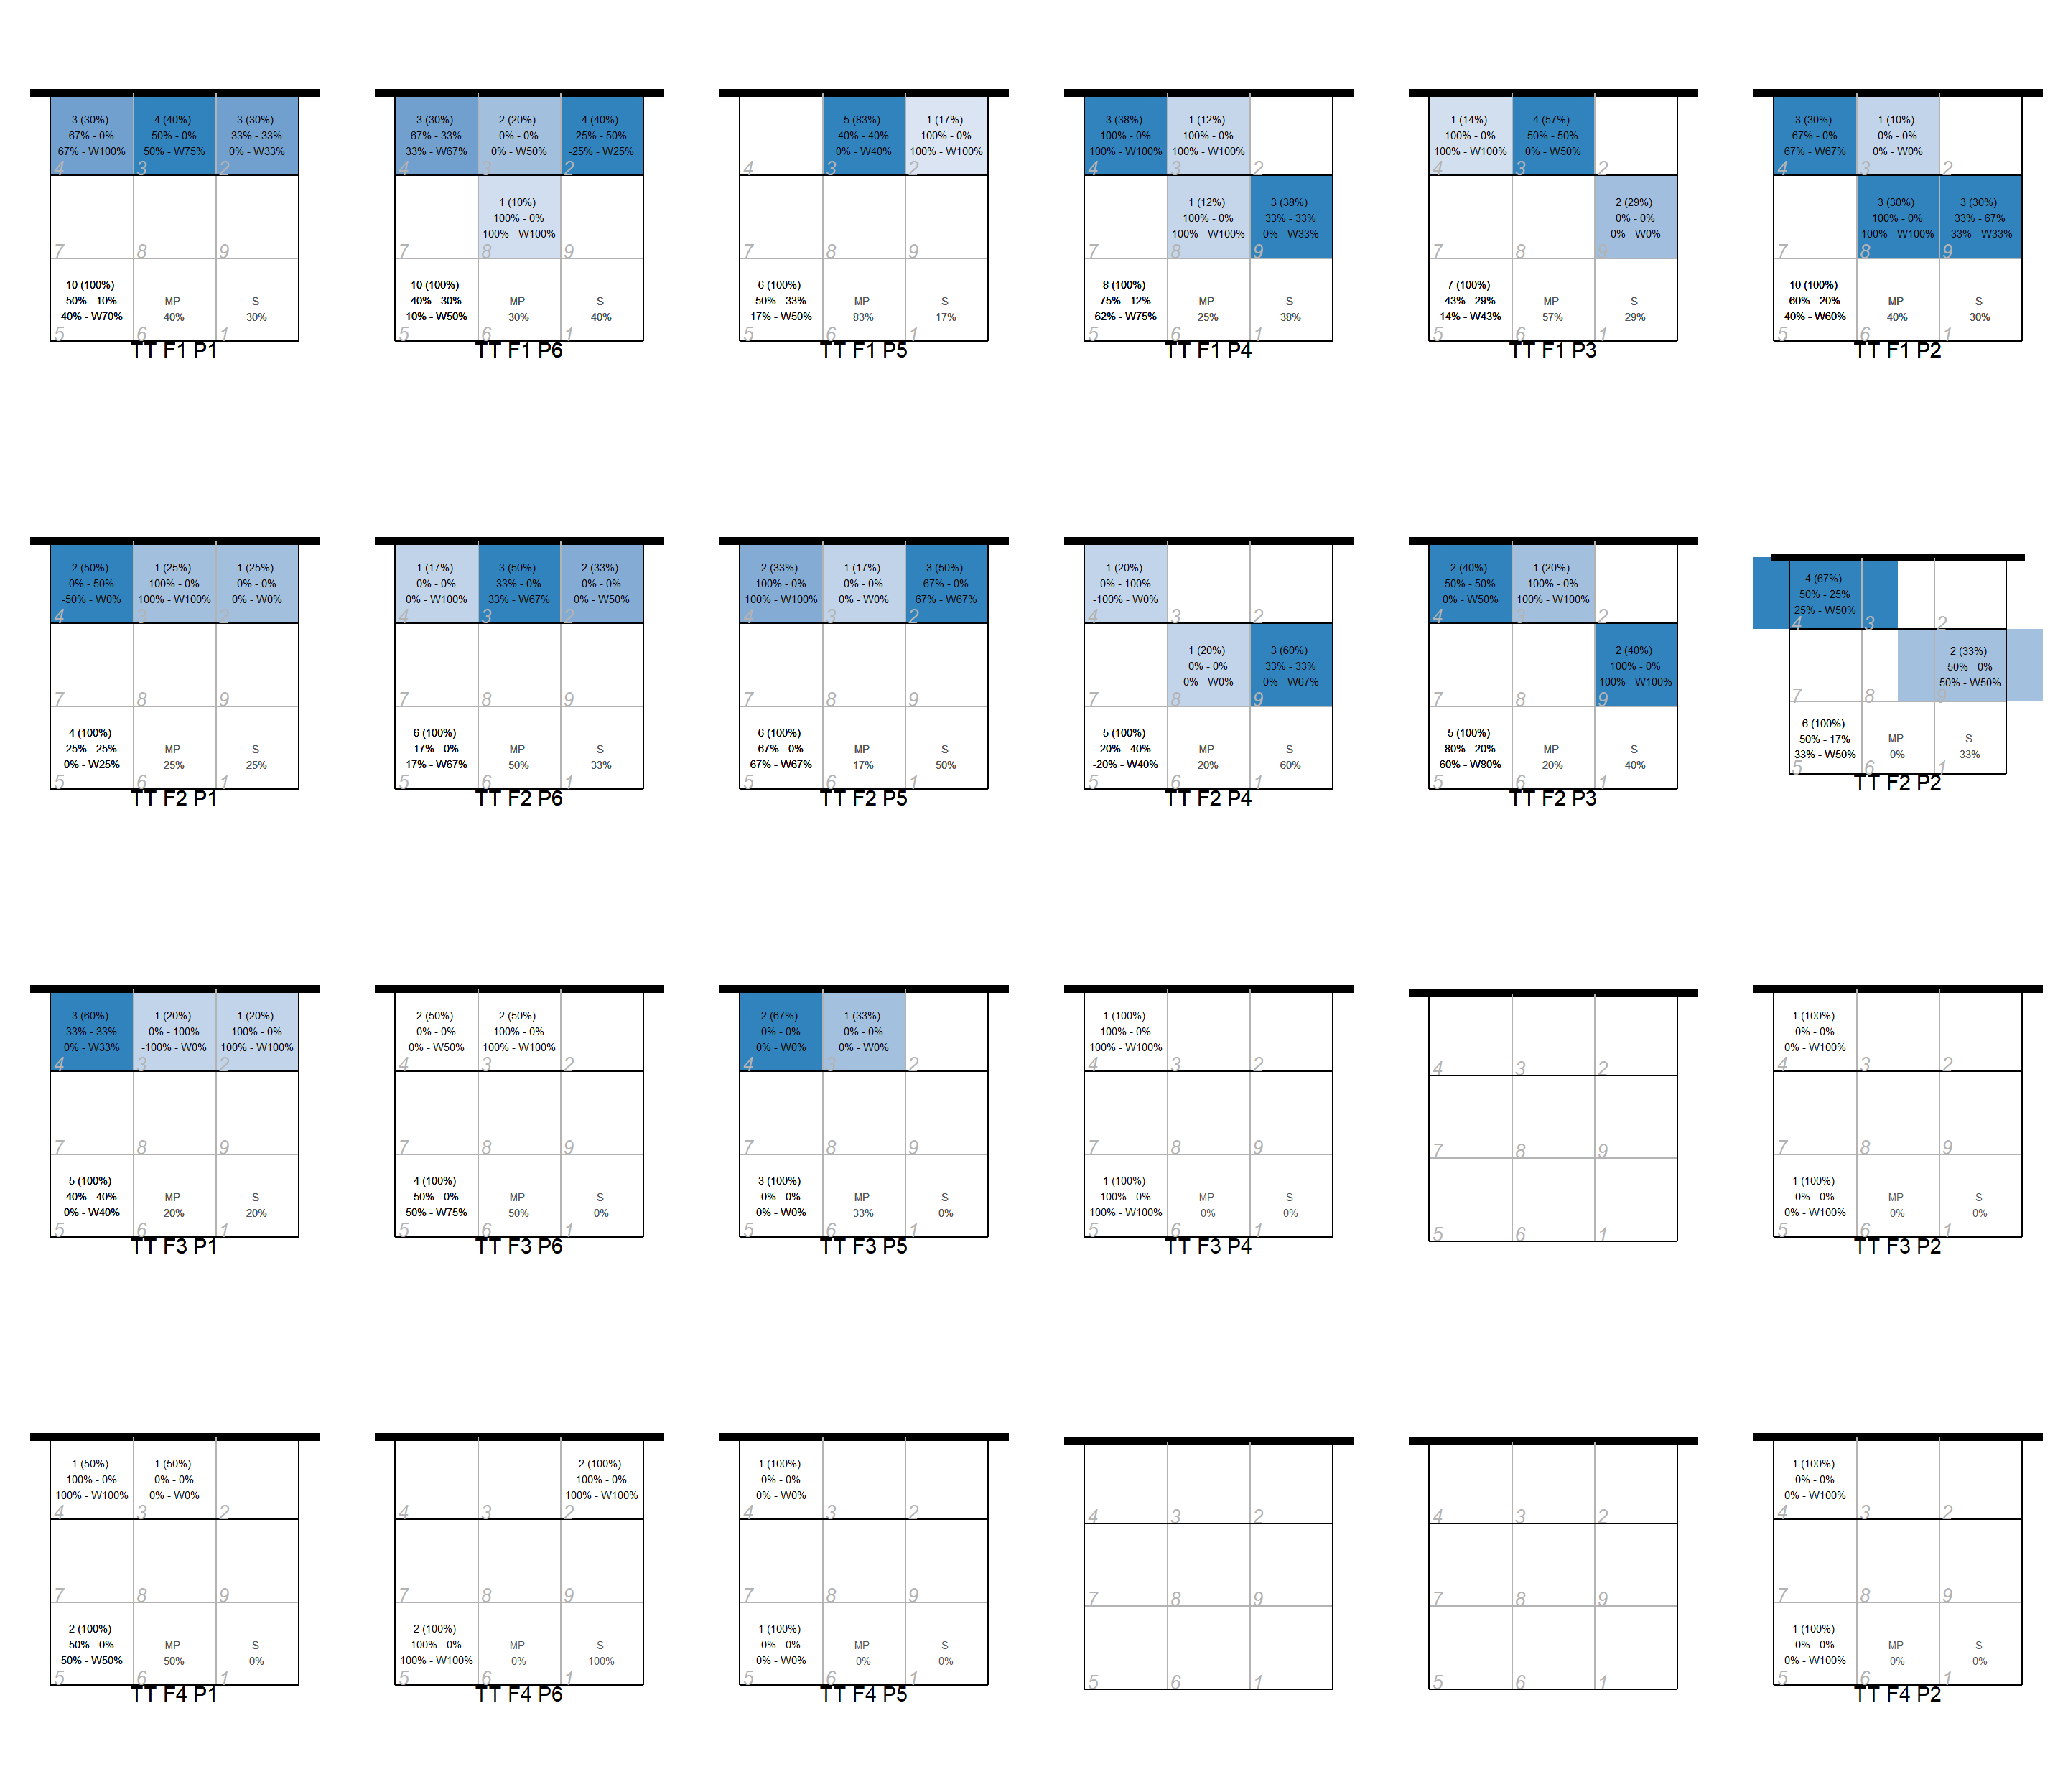 3 (30%)
67% - 0%
67% - W100%
4
4 (40%)
50% - 0%
50% - W75%
3
3 (30%)
33% - 33%
0% - W33%
2
7
8
9
10 (100%)
50% - 10%
40% - W70%
5
MP
40%
6
S
30%
1
TT F1 P1
3 (30%)
67% - 33%
33% - W67%
4
2 (20%)
0% - 0%
0% - W50%
3
4 (40%)
25% - 50%
-25% - W25%
2
7
1 (10%)
100% - 0%
100% - W100%
8
9
10 (100%)
40% - 30%
10% - W50%
5
MP
30%
6
S
40%
1
TT F1 P6
4
5 (83%)
40% - 40%
0% - W40%
3
1 (17%)
100% - 0%
100% - W100%
2
7
8
9
6 (100%)
50% - 33%
17% - W50%
5
MP
83%
6
S
17%
1
TT F1 P5
3 (38%)
100% - 0%
100% - W100%
4
1 (12%)
100% - 0%
100% - W100%
3
2
7
1 (12%)
100% - 0%
100% - W100%
8
3 (38%)
33% - 33%
0% - W33%
9
8 (100%)
75% - 12%
62% - W75%
5
MP
25%
6
S
38%
1
TT F1 P4
1 (14%)
100% - 0%
100% - W100%
4
4 (57%)
50% - 50%
0% - W50%
3
2
7
8
2 (29%)
0% - 0%
0% - W0%
9
7 (100%)
43% - 29%
14% - W43%
5
MP
57%
6
S
29%
1
TT F1 P3
3 (30%)
67% - 0%
67% - W67%
4
1 (10%)
0% - 0%
0% - W0%
3
2
7
3 (30%)
100% - 0%
100% - W100%
8
3 (30%)
33% - 67%
-33% - W33%
9
10 (100%)
60% - 20%
40% - W60%
5
MP
40%
6
S
30%
1
TT F1 P2
2 (50%)
0% - 50%
-50% - W0%
4
1 (25%)
100% - 0%
100% - W100%
3
1 (25%)
0% - 0%
0% - W0%
2
7
8
9
4 (100%)
25% - 25%
0% - W25%
5
MP
25%
6
S
25%
1
TT F2 P1
1 (17%)
0% - 0%
0% - W100%
4
3 (50%)
33% - 0%
33% - W67%
3
2 (33%)
0% - 0%
0% - W50%
2
7
8
9
6 (100%)
17% - 0%
17% - W67%
5
MP
50%
6
S
33%
1
TT F2 P6
2 (33%)
100% - 0%
100% - W100%
4
1 (17%)
0% - 0%
0% - W0%
3
3 (50%)
67% - 0%
67% - W67%
2
7
8
9
6 (100%)
67% - 0%
67% - W67%
5
MP
17%
6
S
50%
1
TT F2 P5
1 (20%)
0% - 100%
-100% - W0%
4
3
2
7
1 (20%)
0% - 0%
0% - W0%
8
3 (60%)
33% - 33%
0% - W67%
9
5 (100%)
20% - 40%
-20% - W40%
5
MP
20%
6
S
60%
1
TT F2 P4
2 (40%)
50% - 50%
0% - W50%
4
1 (20%)
100% - 0%
100% - W100%
3
2
7
8
2 (40%)
100% - 0%
100% - W100%
9
5 (100%)
80% - 20%
60% - W80%
5
MP
20%
6
S
40%
1
TT F2 P3
4 (67%)
50% - 25%
25% - W50%
4
3
2
7
8
2 (33%)
50% - 0%
50% - W50%
9
6 (100%)
50% - 17%
33% - W50%
5
MP
0%
6
S
33%
1
TT F2 P2
3 (60%)
33% - 33%
0% - W33%
4
1 (20%)
0% - 100%
-100% - W0%
3
1 (20%)
100% - 0%
100% - W100%
2
7
8
9
5 (100%)
40% - 40%
0% - W40%
5
MP
20%
6
S
20%
1
TT F3 P1
2 (50%)
0% - 0%
0% - W50%
4
2 (50%)
100% - 0%
100% - W100%
3
2
7
8
9
4 (100%)
50% - 0%
50% - W75%
5
MP
50%
6
S
0%
1
TT F3 P6
2 (67%)
0% - 0%
0% - W0%
4
1 (33%)
0% - 0%
0% - W0%
3
2
7
8
9
3 (100%)
0% - 0%
0% - W0%
5
MP
33%
6
S
0%
1
TT F3 P5
1 (100%)
100% - 0%
100% - W100%
4
3
2
7
8
9
1 (100%)
100% - 0%
100% - W100%
5
MP
0%
6
S
0%
1
TT F3 P4
4
3
2
7
8
9
5
6
1
1 (100%)
0% - 0%
0% - W100%
4
3
2
7
8
9
1 (100%)
0% - 0%
0% - W100%
5
MP
0%
6
S
0%
1
TT F3 P2
1 (50%)
100% - 0%
100% - W100%
4
1 (50%)
0% - 0%
0% - W0%
3
2
7
8
9
2 (100%)
50% - 0%
50% - W50%
5
MP
50%
6
S
0%
1
TT F4 P1
4
3
2 (100%)
100% - 0%
100% - W100%
2
7
8
9
2 (100%)
100% - 0%
100% - W100%
5
MP
0%
6
S
100%
1
TT F4 P6
1 (100%)
0% - 0%
0% - W0%
4
3
2
7
8
9
1 (100%)
0% - 0%
0% - W0%
5
MP
0%
6
S
0%
1
TT F4 P5
4
3
2
7
8
9
5
6
1
4
3
2
7
8
9
5
6
1
1 (100%)
0% - 0%
0% - W100%
4
3
2
7
8
9
1 (100%)
0% - 0%
0% - W100%
5
MP
0%
6
S
0%
1
TT F4 P2